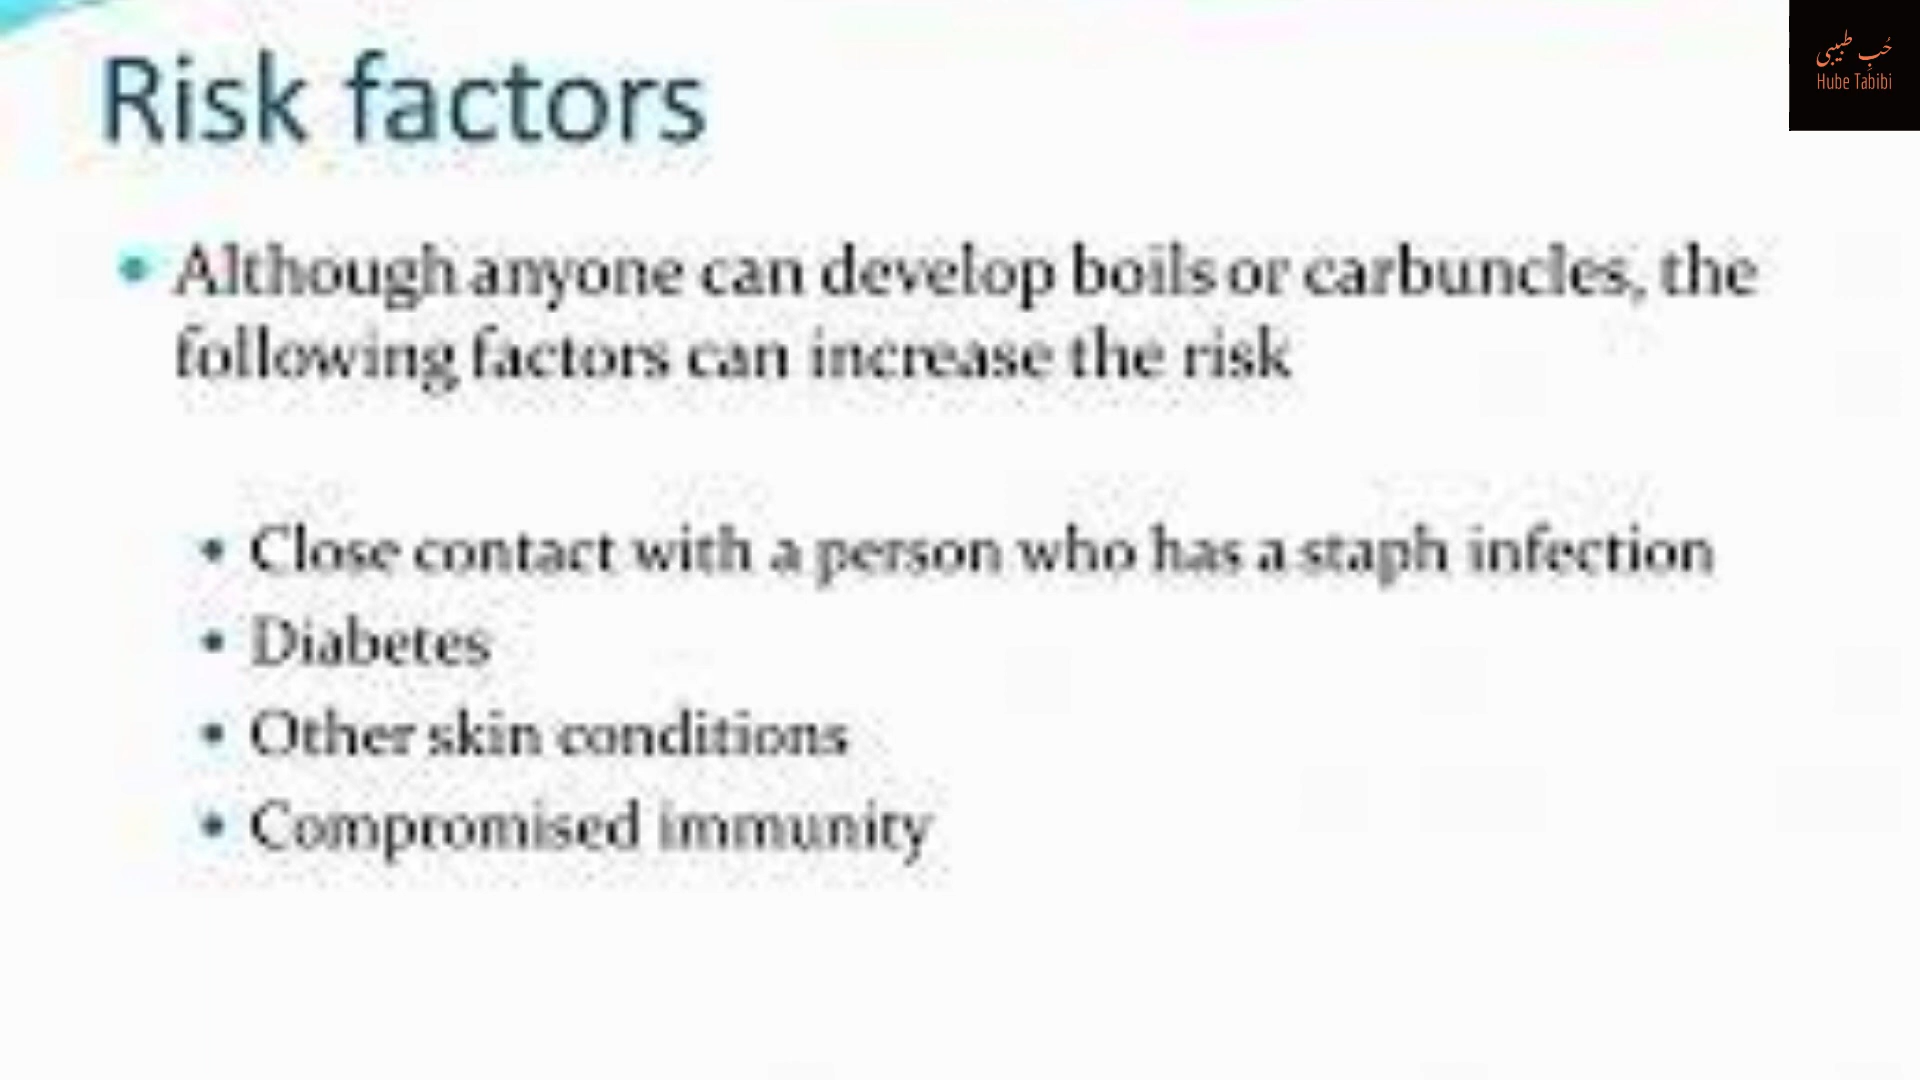 Risk factors
حُبِ طبيبى
Hube Tabibi
Although anyone can develop boils or carbuncles, the
following factors can increase the risk
Close contact with a person who has a staph infection
Diabetes
Other skin conditions
Compromised immunity